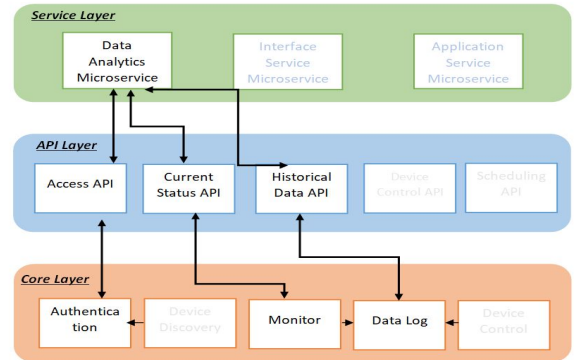 Service Layer
Data
Analytics
Microservice
Interface
Service
Microservice
Application
Service
Microservice
API Layer
Access API
Current
Status API
Historical
Data API
Device
Control API
Scheduling
API
Core Layer
Authentica
tion
Device
Discovery
Monitor
Data Log
Device
Control